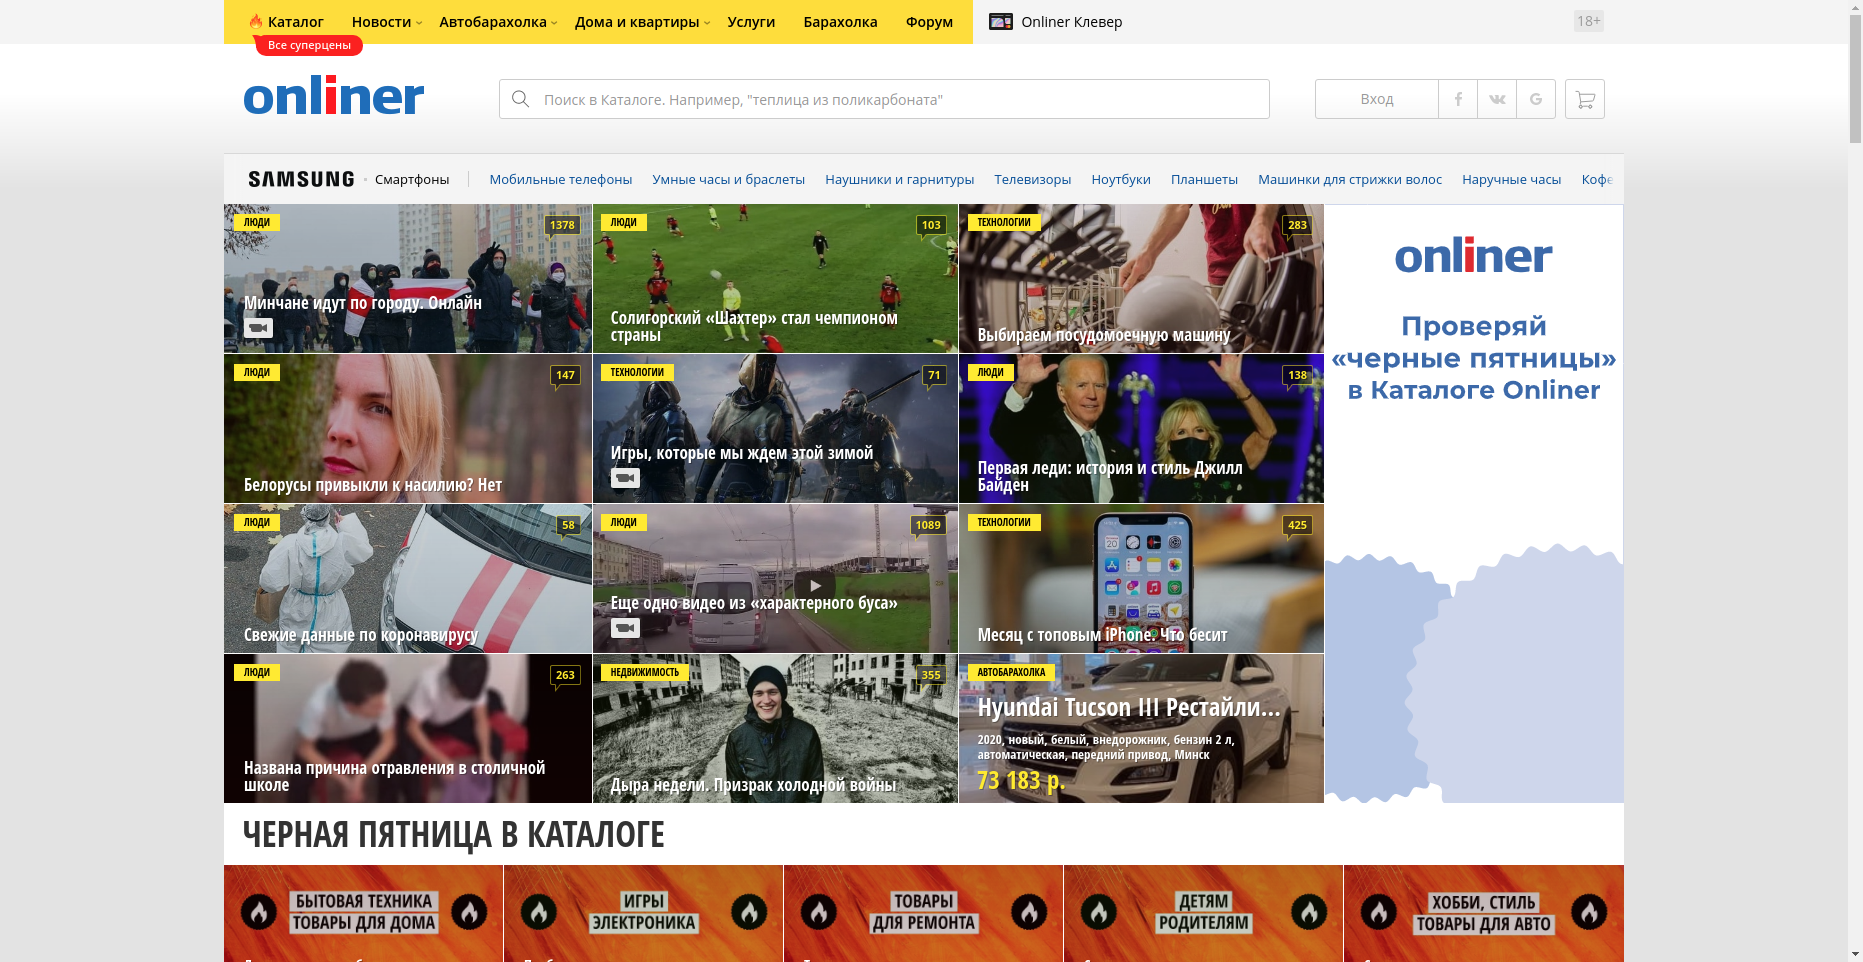 Каталог Новости Автобарахолка Дома и квартиры Услуги Барахолка Форум Onliner Клевер 18+
Все суперцены
onliner
Поиск в Каталоге. Например, "теплица из поликарбоната"
Вход
SAMSUNG Смартфоны Мобильные телефоны Умные часы и браслеты Наушники и гарнитуры Телевизоры Ноутбуки Планшеты Машинки для стрижки волос Наручные часы Кофе
ЛЮДИ
1378
Минчане идут по городу. Онлайн
ЛЮДИ
103
Солигорский «Шахтер» стал чемпионом
страны
ТЕХНОЛОГИИ
283
Выбираем посудомоечную машину
onliner
Проверяй
«черные пятницы»
в Каталоге Onliner
ЛЮДИ
147
Белорусы привыкли к насилию? Нет
ТЕХНОЛОГИИ
71
Игры, которые мы ждем этой зимой
ЛЮДИ
138
Первая леди: история и стиль Джилл
Байден
ЛЮДИ
58
Свежие данные по коронавирусу
ЛЮДИ
1089
Еще одно видео из «характерного буса»
ТЕХНОЛОГИИ
425
Месяц с топовым iPhone. Что бесит
ЛЮДИ
263
Названа причина отравления в столичной
школе
НЕДВИЖИМОСТЬ
355
Дыра недели. Призрак холодной войны
АВТОБАРАХОЛКА
Hyundai Tucson III Рестайли...
2020, новый, белый, внедорожник, бензин 2 л,
автоматическая, передний привод, Минск
73 183 р.
ЧЕРНАЯ ПЯТНИЦА В КАТАЛОГЕ
БЫТОВАЯ ТЕХНИКА
ТОВАРЫ ДЛЯ ДОМА
ИГРЫ
ЭЛЕКТРОНИКА
ТОВАРЫ
ДЛЯ РЕМОНТА
ДЕТЯМ
РОДИТЕЛЯМ
ХОББИ, СТИЛЬ
ТОВАРЫ ДЛЯ АВТО